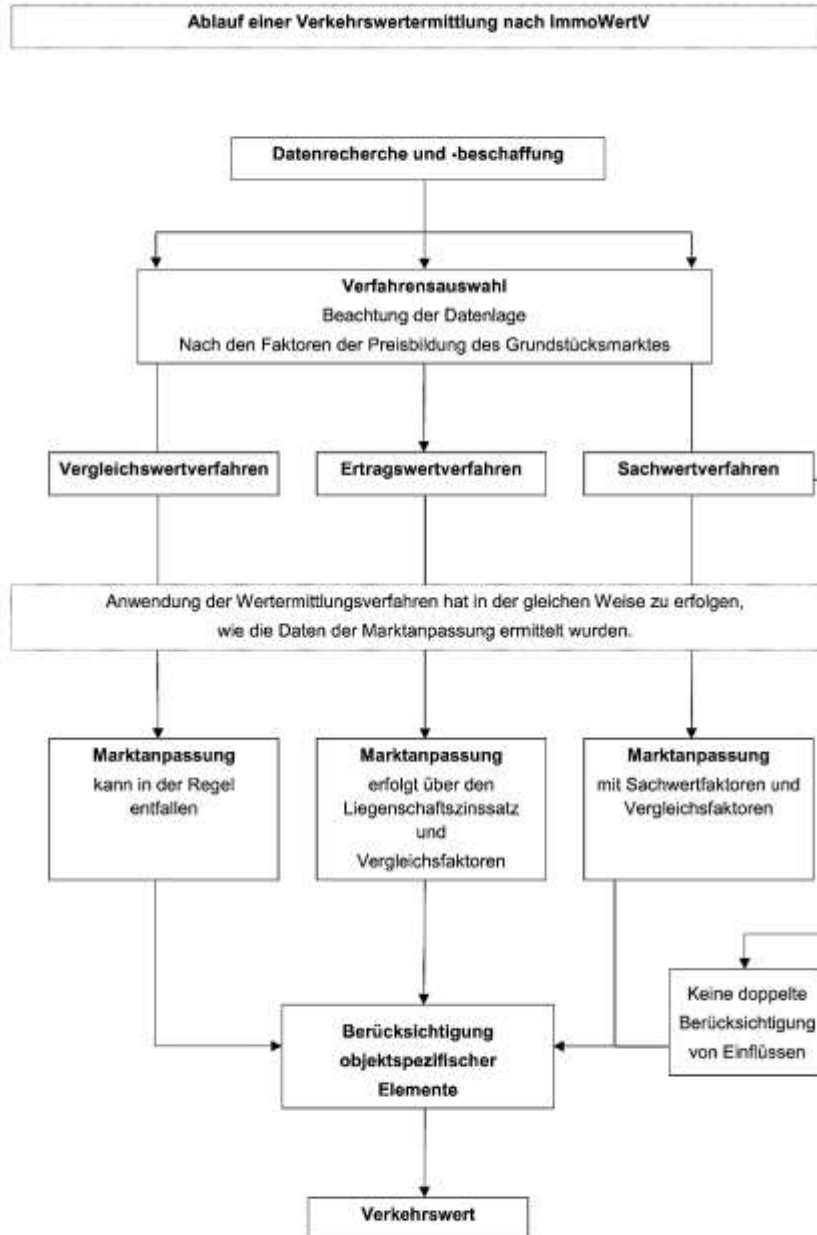 Ablauf einer Verkehrswertermittlung nach ImmoWertV
Datenrecherche und -beschaffung
Verfahrensauswahl
Beachtung der Datenlage
Nach den Faktoren der Preisbildung des Grundstücksmarktes
Vergleichswertverfahren
Ertragswertverfahren
Sachwertverfahren
Anwendung der Wertermittlungsverfahren hat in der gleichen Weise zu erfolgen,
wie die Daten der Marktanpassung ermittelt wurden.
Marktanpassung
kann in der Regel
entfallen
Marktanpassung
erfolgt über den
Liegenschaftszinssatz
und
Vergleichsfaktoren
Marktanpassung
mit Sachwertfaktoren und
Vergleichsfaktoren
Keine doppelte
Berücksichtigung
von Einflüssen
Berücksichtigung
objektspezifischer
Elemente
Verkehrswert